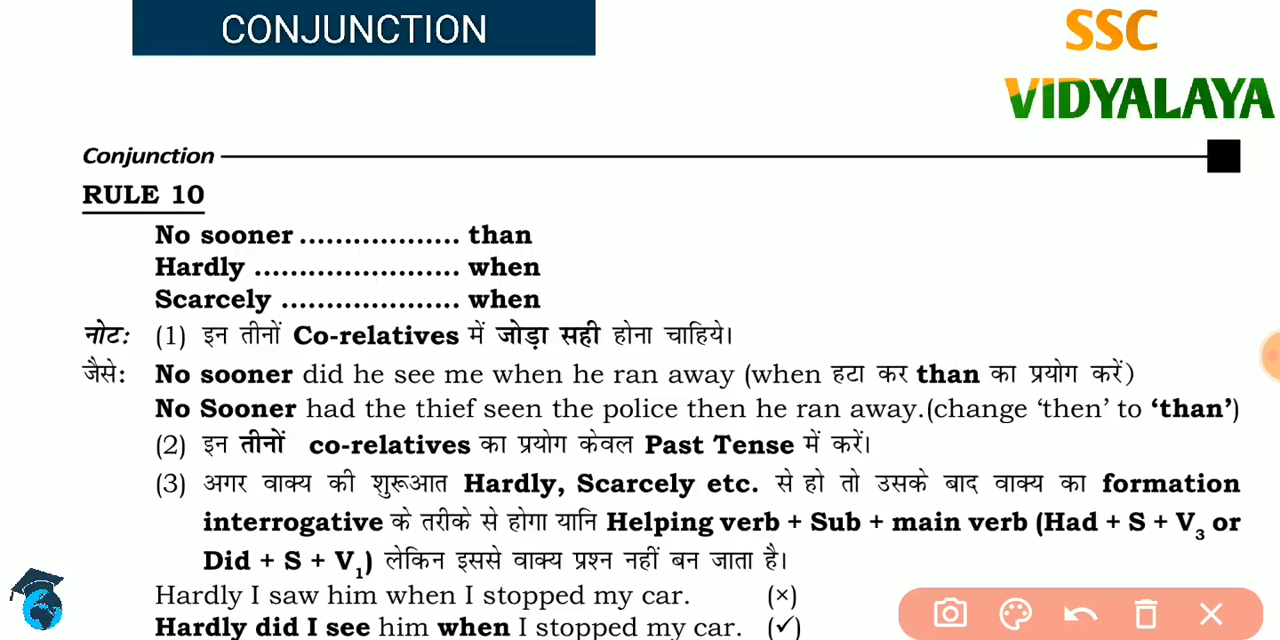 CONJUNCTION
SSC
VIDYALAYA
Conjunction
RULE 10
No sooner .................. than
Hardly ....................... when
Scarcely .................... when
नोटः (1) इन तीनों Co-relatives में जोड़ा सही होना चाहिये।
जैसेः No sooner did he see me when he ran away (when हटा कर than का प्रयोग करें)
No Sooner had the thief seen the police then he ran away.(change ‘then’ to ‘than’)
(2) इन तीनों co-relatives का प्रयोग केवल Past Tense में करें।
(3) अगर वाक्य की शुरूआत Hardly, Scarcely etc. से हो तो उसके बाद वाक्य का formation
interrogative के तरीके से होगा यानि Helping verb + Sub + main verb (Had + S + V3 or
Did + S + V1) लेकिन इससे वाक्य प्रश्न नहीं बन जाता है।
Hardly I saw him when I stopped my car. (×)
Hardly did I see him when I stopped my car. (✓)